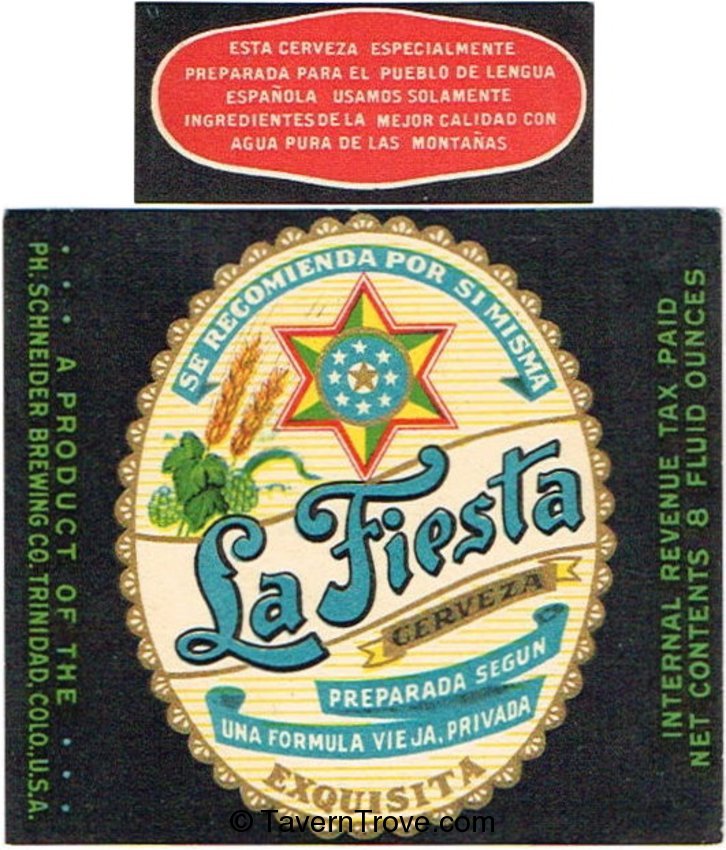 ESTA CERVEZA ESPECIALMENTE
PREPARADA PARA EL PUEBLO DE LENGUA
ESPAÑOLA USAMOS SOLAMENTE
INGREDIENTES DE LA MEJOR CALIDAD CON
AGUA PURA DE LAS MONTAÑAS
SE RECOMIENDA POR SI MISMA
La Fiesta
CERVEZA
PREPARADA SEGUN
UNA FORMULA VIEJA, PRIVADA
EXQUISITA
. . . . A PRODUCT OF THE . . . .
PH. SCHNEIDER BREWING CO. TRINIDAD, COLO., U.S.A.
INTERNAL REVENUE TAX PAID
NET CONTENTS 8 FLUID OUNCES
© TavernTrove.com